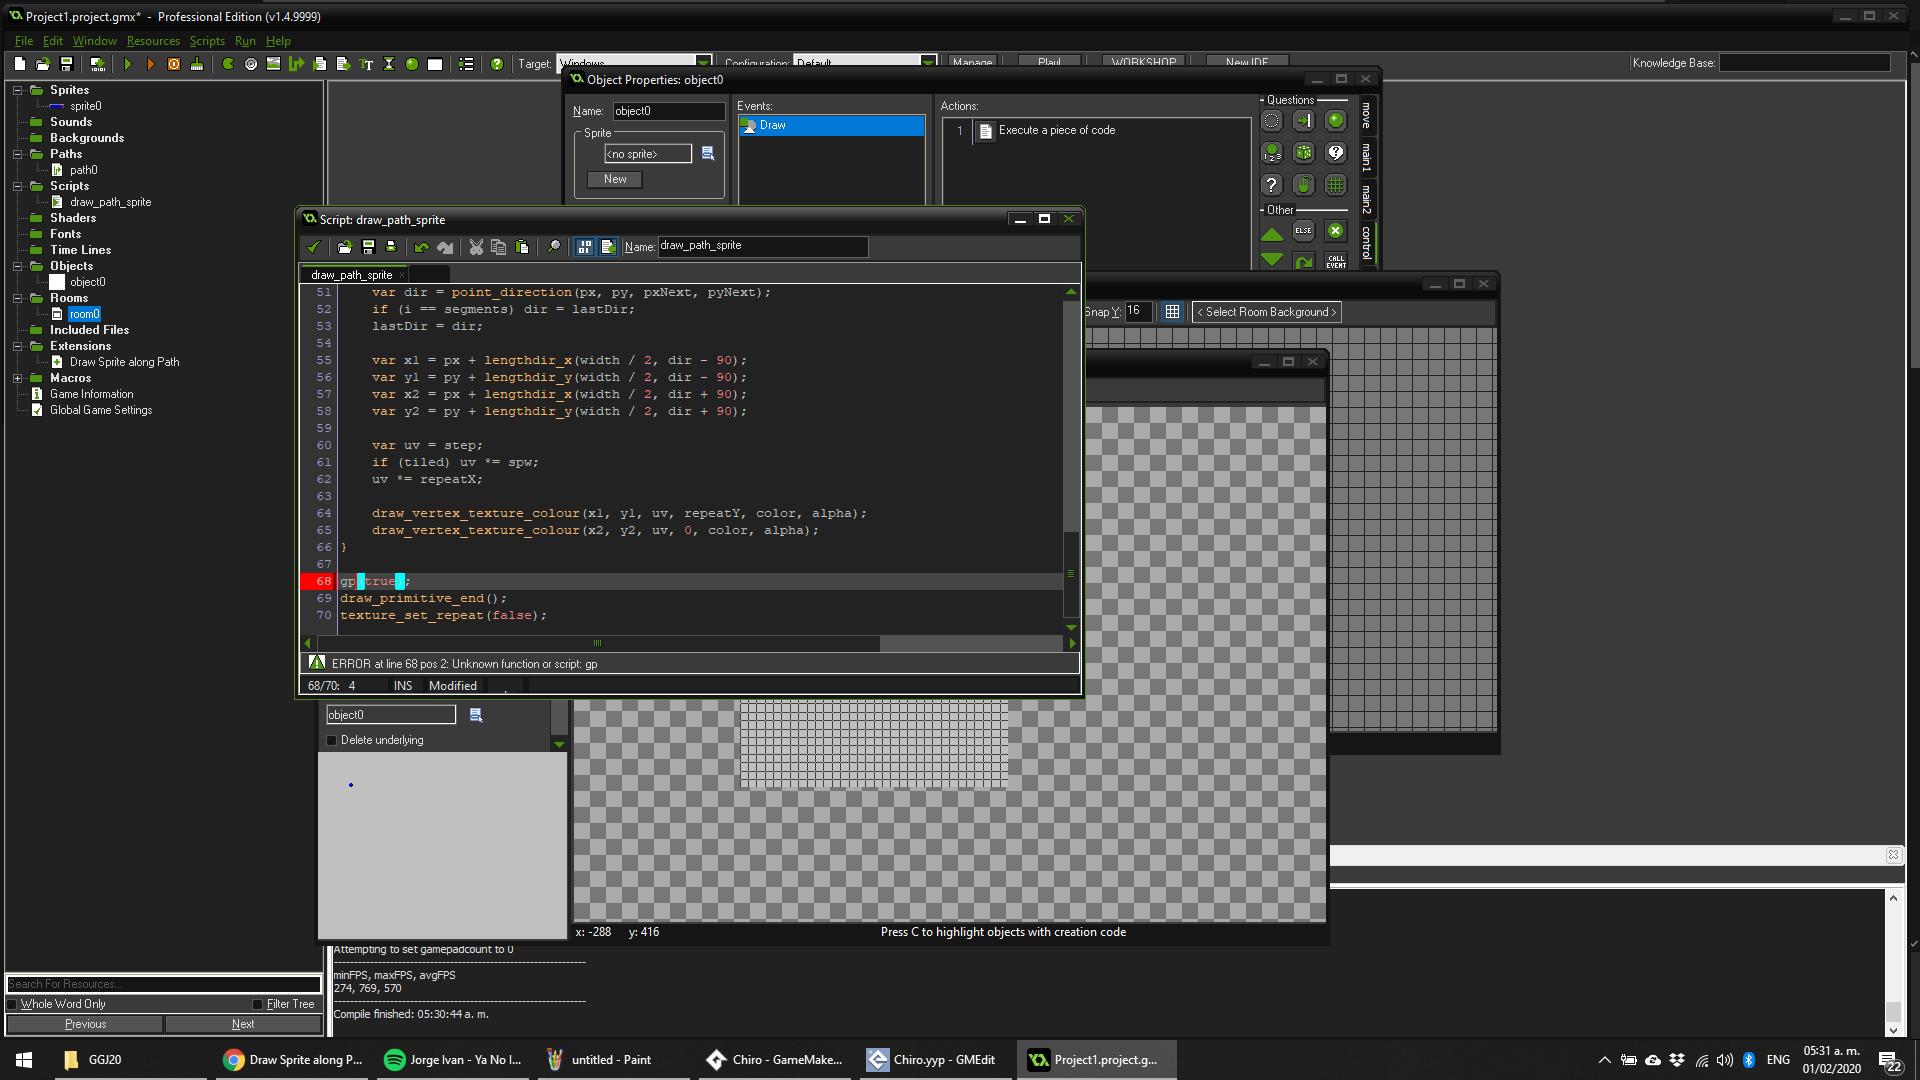 Project1.project.gmx* - Professional Edition (v1.4.9999)
File Edit Window Resources Scripts Run Help
Target: Windows Configuration: Default Manage Play! WORKSHOP New IDE Knowledge Base:
Sprites
sprite0
Sounds
Backgrounds
Paths
path0
Scripts
draw_path_sprite
Shaders
Fonts
Time Lines
Objects
object0
Rooms
room0
Included Files
Extensions
Draw Sprite along Path
Macros
Game Information
Global Game Settings
Search For Resources...
Whole Word Only Filter Tree
Previous Next
Object Properties: object0
Name: object0
Sprite
<no sprite>
New
Events:
Draw
Actions:
1 Execute a piece of code
Questions
Other
ELSE
CALL EVENT
move
main1
main2
control
Script: draw_path_sprite
Name: draw_path_sprite
draw_path_sprite
51 var dir = point_direction(px, py, pxNext, pyNext);
52 if (i == segments) dir = lastDir;
53 lastDir = dir;
54
55 var x1 = px + lengthdir_x(width / 2, dir - 90);
56 var y1 = py + lengthdir_y(width / 2, dir - 90);
57 var x2 = px + lengthdir_x(width / 2, dir + 90);
58 var y2 = py + lengthdir_y(width / 2, dir + 90);
59
60 var uv = step;
61 if (tiled) uv *= spw;
62 uv *= repeatX;
63
64 draw_vertex_texture_colour(x1, y1, uv, repeatY, color, alpha);
65 draw_vertex_texture_colour(x2, y2, uv, 0, color, alpha);
66 }
67
68 gp(true);
69 draw_primitive_end();
70 texture_set_repeat(false);
ERROR at line 68 pos 2: Unknown function or script: gp
68/70: 4 INS Modified
Snap Y: 16 < Select Room Background >
object0
Delete underlying
x: -288 y: 416 Press C to highlight objects with creation code
Attempting to set gamepadcount to 0
minFPS, maxFPS, avgFPS
274, 769, 570
Compile finished: 05:30:44 a. m.
GGJ20
Draw Sprite along P...
Jorge Ivan - Ya No I...
untitled - Paint
Chiro - GameMake...
Chiro.yyp - GMEdit
Project1.project.g...
ENG
05:31 a. m.
01/02/2020
22